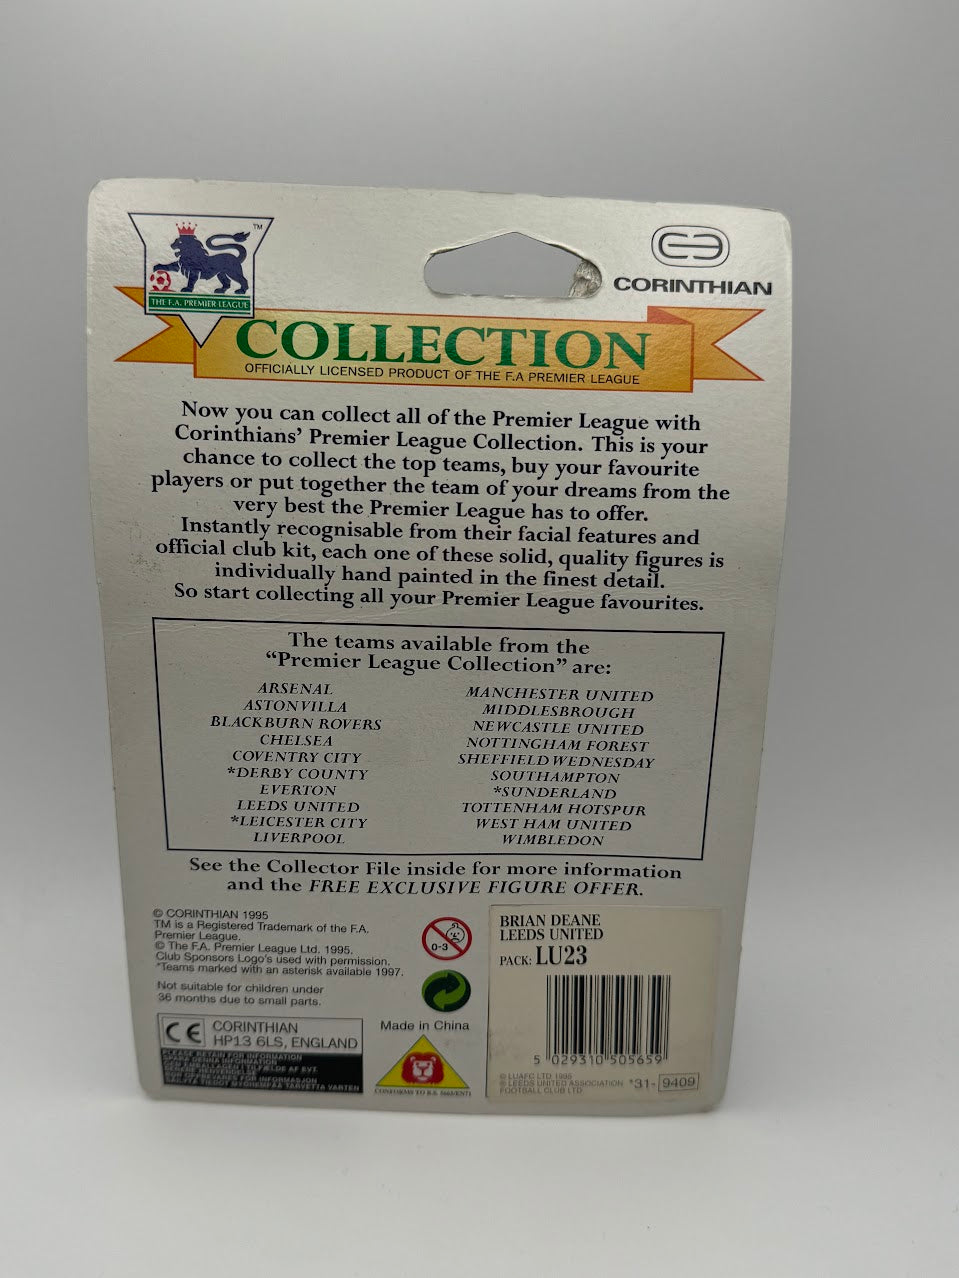 TM
THE F.A. PREMIER LEAGUE
CORINTHIAN
COLLECTION
OFFICIALLY LICENSED PRODUCT OF THE F.A PREMIER LEAGUE
Now you can collect all of the Premier League with
Corinthians’ Premier League Collection. This is your
chance to collect the top teams, buy your favourite
players or put together the team of your dreams from the
very best the Premier League has to offer.
Instantly recognisable from their facial features and
official club kit, each one of these solid, quality figures is
individually hand painted in the finest detail.
So start collecting all your Premier League favourites.
The teams available from the
“Premier League Collection” are:
ARSENAL
ASTON VILLA
BLACKBURN ROVERS
CHELSEA
COVENTRY CITY
*DERBY COUNTY
EVERTON
LEEDS UNITED
*LEICESTER CITY
LIVERPOOL
MANCHESTER UNITED
MIDDLESBROUGH
NEWCASTLE UNITED
NOTTINGHAM FOREST
SHEFFIELD WEDNESDAY
SOUTHAMPTON
*SUNDERLAND
TOTTENHAM HOTSPUR
WEST HAM UNITED
WIMBLEDON
See the Collector File inside for more information
and the FREE EXCLUSIVE FIGURE OFFER.
© CORINTHIAN 1995
TM is a Registered Trademark of the F.A.
Premier League.
© The F.A. Premier League Ltd. 1995.
Club Sponsors Logo's used with permission.
*Teams marked with an asterisk available 1997.
Not suitable for children under
36 months due to small parts.
CE CORINTHIAN
HP13 6LS, ENGLAND
PLEASE RETAIN FOR INFORMATION
SPARA DENNA INFORMATION
0-3
Made in China
CONFORMS TO B.S.
BRIAN DEANE
LEEDS UNITED
PACK: LU23
5 029310 505659
© LUAFC LTD 1995
© LEEDS UNITED ASSOCIATION
FOOTBALL CLUB LTD
*31- 9409